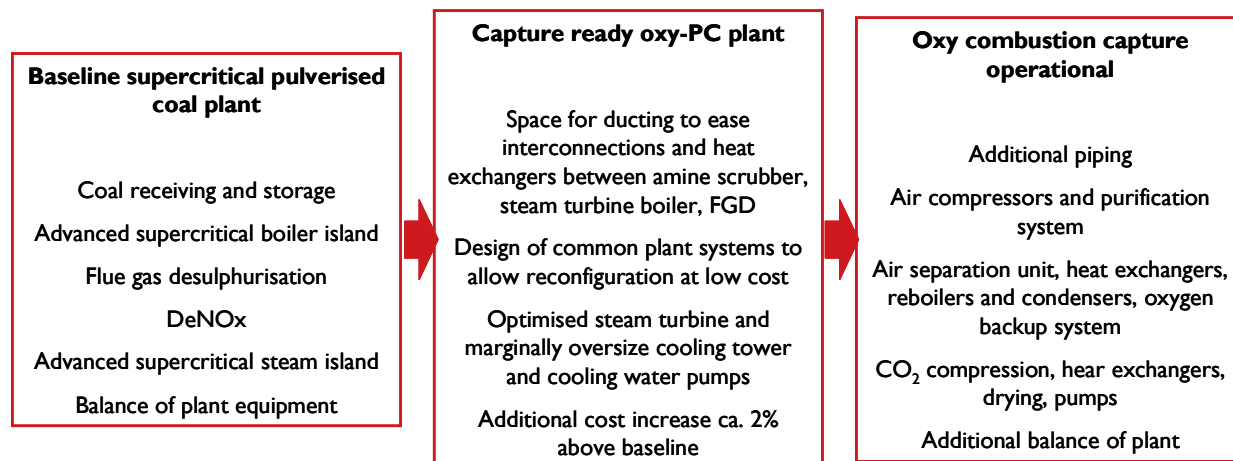 Baseline supercritical pulverised
coal plant
Coal receiving and storage
Advanced supercritical boiler island
Flue gas desulphurisation
DeNOx
Advanced supercritical steam island
Balance of plant equipment
Capture ready oxy-PC plant
Space for ducting to ease
interconnections and heat
exchangers between amine scrubber,
steam turbine boiler, FGD
Design of common plant systems to
allow reconfiguration at low cost
Optimised steam turbine and
marginally oversize cooling tower
and cooling water pumps
Additional cost increase ca. 2%
above baseline
Oxy combustion capture
operational
Additional piping
Air compressors and purification
system
Air separation unit, heat exchangers,
reboilers and condensers, oxygen
backup system
CO₂ compression, hear exchangers,
drying, pumps
Additional balance of plant